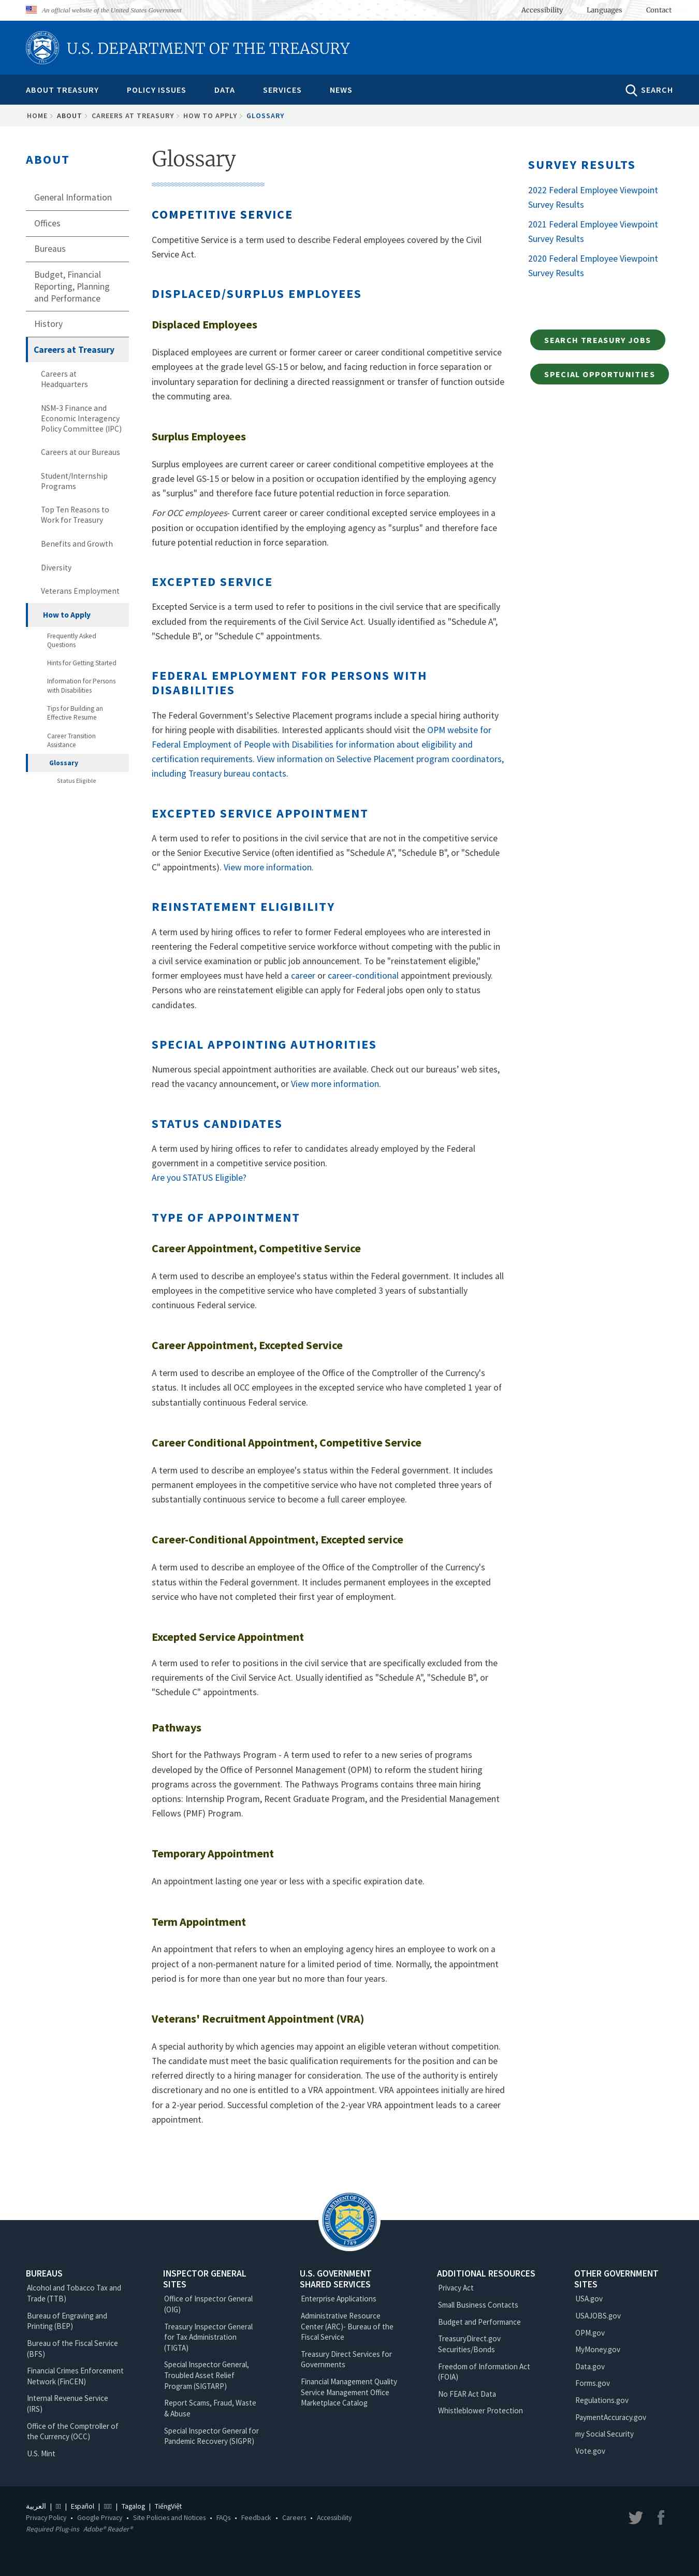 An official website of the United States Government
Accessibility
Languages
Contact
U.S. DEPARTMENT OF THE TREASURY
ABOUT TREASURY
POLICY ISSUES
DATA
SERVICES
NEWS
SEARCH
HOME
ABOUT
CAREERS AT TREASURY
HOW TO APPLY
GLOSSARY
ABOUT
General Information
Offices
Bureaus
Budget, Financial
Reporting, Planning
and Performance
History
Careers at Treasury
Careers at
Headquarters
NSM-3 Finance and
Economic Interagency
Policy Committee (IPC)
Careers at our Bureaus
Student/Internship
Programs
Top Ten Reasons to
Work for Treasury
Benefits and Growth
Diversity
Veterans Employment
How to Apply
Frequently Asked
Questions
Hints for Getting Started
Information for Persons
with Disabilities
Tips for Building an
Effective Resume
Career Transition
Assistance
Glossary
Status Eligible
Glossary
COMPETITIVE SERVICE
Competitive Service is a term used to describe Federal employees covered by the Civil
Service Act.
DISPLACED/SURPLUS EMPLOYEES
Displaced Employees
Displaced employees are current or former career or career conditional competitive service
employees at the grade level GS-15 or below, and facing reduction in force separation or
involuntary separation for declining a directed reassignment or transfer of function outside
the commuting area.
Surplus Employees
Surplus employees are current career or career conditional competitive employees at the
grade level GS-15 or below in a position or occupation identified by the employing agency
as "surplus" and therefore face future potential reduction in force separation.
For OCC employees- Current career or career conditional excepted service employees in a
position or occupation identified by the employing agency as "surplus" and therefore face
future potential reduction in force separation.
EXCEPTED SERVICE
Excepted Service is a term used to refer to positions in the civil service that are specifically
excluded from the requirements of the Civil Service Act. Usually identified as "Schedule A",
"Schedule B", or "Schedule C" appointments.
FEDERAL EMPLOYMENT FOR PERSONS WITH
DISABILITIES
The Federal Government's Selective Placement programs include a special hiring authority
for hiring people with disabilities. Interested applicants should visit the OPM website for
Federal Employment of People with Disabilities for information about eligibility and
certification requirements. View information on Selective Placement program coordinators,
including Treasury bureau contacts.
EXCEPTED SERVICE APPOINTMENT
A term used to refer to positions in the civil service that are not in the competitive service
or the Senior Executive Service (often identified as "Schedule A", "Schedule B", or "Schedule
C" appointments). View more information.
REINSTATEMENT ELIGIBILITY
A term used by hiring offices to refer to former Federal employees who are interested in
reentering the Federal competitive service workforce without competing with the public in
a civil service examination or public job announcement. To be "reinstatement eligible,"
former employees must have held a career or career-conditional appointment previously.
Persons who are reinstatement eligible can apply for Federal jobs open only to status
candidates.
SPECIAL APPOINTING AUTHORITIES
Numerous special appointment authorities are available. Check out our bureaus’ web sites,
read the vacancy announcement, or View more information.
STATUS CANDIDATES
A term used by hiring offices to refer to candidates already employed by the Federal
government in a competitive service position.
Are you STATUS Eligible?
TYPE OF APPOINTMENT
Career Appointment, Competitive Service
A term used to describe an employee's status within the Federal government. It includes all
employees in the competitive service who have completed 3 years of substantially
continuous Federal service.
Career Appointment, Excepted Service
A term used to describe an employee of the Office of the Comptroller of the Currency's
status. It includes all OCC employees in the excepted service who have completed 1 year of
substantially continuous Federal service.
Career Conditional Appointment, Competitive Service
A term used to describe an employee's status within the Federal government. It includes
permanent employees in the competitive service who have not completed three years of
substantially continuous service to become a full career employee.
Career-Conditional Appointment, Excepted service
A term used to describe an employee of the Office of the Comptroller of the Currency's
status within the Federal government. It includes permanent employees in the excepted
service who have not completed their first year of employment.
Excepted Service Appointment
A term used to refer to positions in the civil service that are specifically excluded from the
requirements of the Civil Service Act. Usually identified as "Schedule A", "Schedule B", or
"Schedule C" appointments.
Pathways
Short for the Pathways Program - A term used to refer to a new series of programs
developed by the Office of Personnel Management (OPM) to reform the student hiring
programs across the government. The Pathways Programs contains three main hiring
options: Internship Program, Recent Graduate Program, and the Presidential Management
Fellows (PMF) Program.
Temporary Appointment
An appointment lasting one year or less with a specific expiration date.
Term Appointment
An appointment that refers to when an employing agency hires an employee to work on a
project of a non-permanent nature for a limited period of time. Normally, the appointment
period is for more than one year but no more than four years.
Veterans' Recruitment Appointment (VRA)
A special authority by which agencies may appoint an eligible veteran without competition.
The candidate must meet the basic qualification requirements for the position and can be
referred directly to a hiring manager for consideration. The use of the authority is entirely
discretionary and no one is entitled to a VRA appointment. VRA appointees initially are hired
for a 2-year period. Successful completion of the 2-year VRA appointment leads to a career
appointment.
SURVEY RESULTS
2022 Federal Employee Viewpoint
Survey Results
2021 Federal Employee Viewpoint
Survey Results
2020 Federal Employee Viewpoint
Survey Results
SEARCH TREASURY JOBS
SPECIAL OPPORTUNITIES
THE DEPARTMENT OF THE TREASURY
1789
BUREAUS
Alcohol and Tobacco Tax and
Trade (TTB)
Bureau of Engraving and
Printing (BEP)
Bureau of the Fiscal Service
(BFS)
Financial Crimes Enforcement
Network (FinCEN)
Internal Revenue Service
(IRS)
Office of the Comptroller of
the Currency (OCC)
U.S. Mint
INSPECTOR GENERAL
SITES
Office of Inspector General
(OIG)
Treasury Inspector General
for Tax Administration
(TIGTA)
Special Inspector General,
Troubled Asset Relief
Program (SIGTARP)
Report Scams, Fraud, Waste
& Abuse
Special Inspector General for
Pandemic Recovery (SIGPR)
U.S. GOVERNMENT
SHARED SERVICES
Enterprise Applications
Administrative Resource
Center (ARC)- Bureau of the
Fiscal Service
Treasury Direct Services for
Governments
Financial Management Quality
Service Management Office
Marketplace Catalog
ADDITIONAL RESOURCES
Privacy Act
Small Business Contacts
Budget and Performance
TreasuryDirect.gov
Securities/Bonds
Freedom of Information Act
(FOIA)
No FEAR Act Data
Whistleblower Protection
OTHER GOVERNMENT
SITES
USA.gov
USAJOBS.gov
OPM.gov
MyMoney.gov
Data.gov
Forms.gov
Regulations.gov
PaymentAccuracy.gov
my Social Security
Vote.gov
العربية | | Español | | Tagalog | TiếngViệt
Privacy Policy • Google Privacy • Site Policies and Notices • FAQs • Feedback • Careers • Accessibility
Required Plug-ins Adobe® Reader®